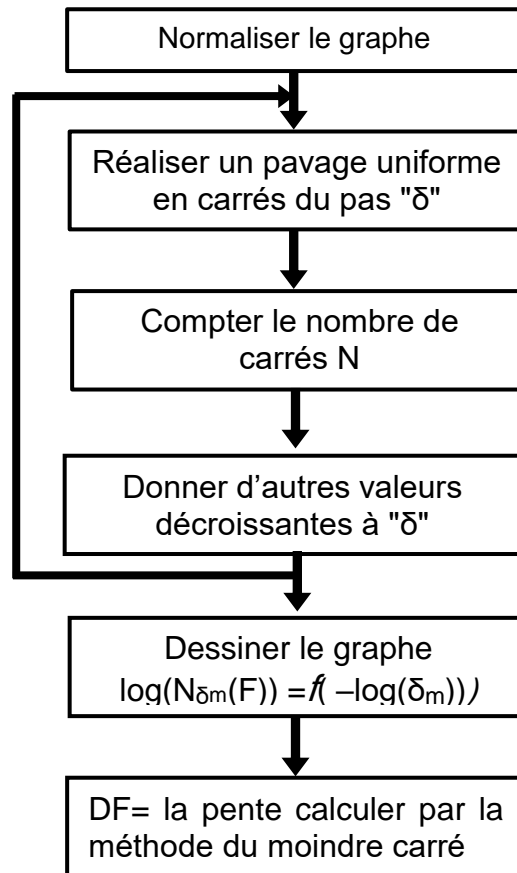 Normaliser le graphe
Réaliser un pavage uniforme
en carrés du pas "δ"
Compter le nombre de
carrés N
Donner d’autres valeurs
décroissantes à "δ"
Dessiner le graphe
log(Nδm(F)) =f( –log(δm)))
DF= la pente calculer par la
méthode du moindre carré